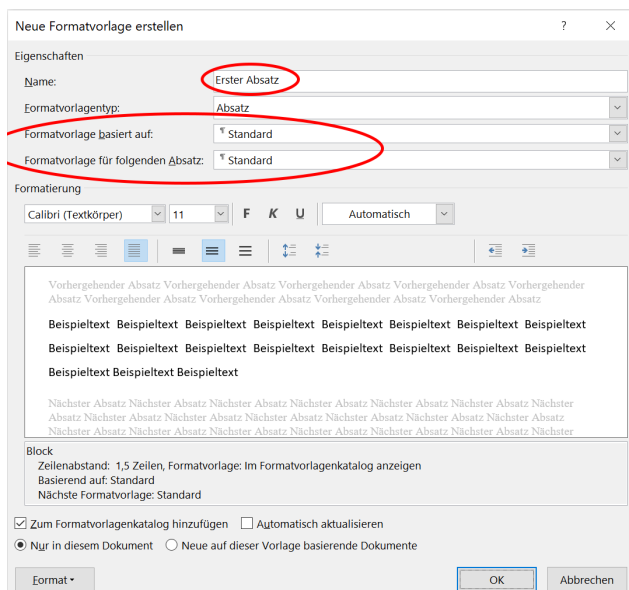 Neue Formatvorlage erstellen ?
Eigenschaften
Name: Erster Absatz
Formatvorlagentyp: Absatz
Formatvorlage basiert auf: ¶ Standard
Formatvorlage für folgenden Absatz: ¶ Standard
Formatierung
Calibri (Textkörper) 11 F K U Automatisch
Vorhergehender Absatz Vorhergehender Absatz Vorhergehender Absatz Vorhergehender Absatz Vorhergehender
Absatz Vorhergehender Absatz Vorhergehender Absatz Vorhergehender Absatz Vorhergehender Absatz
Beispieltext Beispieltext Beispieltext Beispieltext Beispieltext Beispieltext Beispieltext Beispieltext
Beispieltext Beispieltext Beispieltext Beispieltext Beispieltext Beispieltext Beispieltext Beispieltext
Beispieltext Beispieltext Beispieltext
Nächster Absatz Nächster Absatz Nächster Absatz Nächster Absatz Nächster Absatz Nächster Absatz Nächster
Absatz Nächster Absatz Nächster Absatz Nächster Absatz Nächster Absatz Nächster Absatz Nächster Absatz
Nächster Absatz Nächster Absatz Nächster Absatz Nächster Absatz Nächster Absatz Nächster Absatz Nächster
Block
Zeilenabstand: 1,5 Zeilen, Formatvorlage: Im Formatvorlagenkatalog anzeigen
Basierend auf: Standard
Nächste Formatvorlage: Standard
Zum Formatvorlagenkatalog hinzufügen Automatisch aktualisieren
Nur in diesem Dokument Neue auf dieser Vorlage basierende Dokumente
Format OK Abbrechen